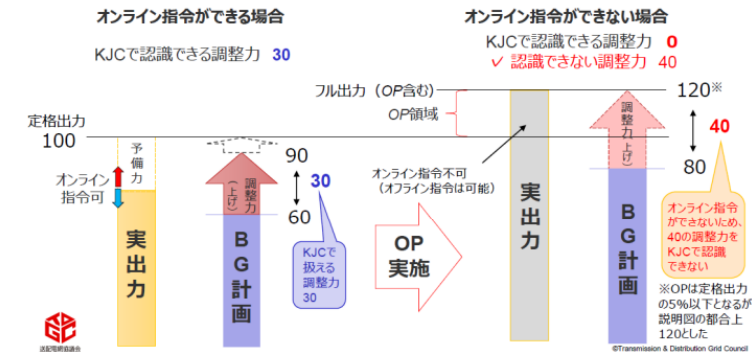 オンライン指令ができる場合
KJCで認識できる調整力 30
定格出力
100
予備力
オンライン
指令可
実出力
90
調整力
(上げ)
30
60
BG計画
KJCで
扱える
調整力
30
OP
実施
オンライン指令ができない場合
KJCで認識できる調整力 0
✓ 認識できない調整力 40
フル出力（OP含む）
OP領域
オンライン指令不可
（オフライン指令は可能）
実出力
120※
調整力(上げ)
40
80
BG計画
オンライン指令
ができないため、
40の調整力を
KJCで認識
できない
※OPは定格出力
の5%以下となるが
説明図の都合上
120とした
送配電網協議会
©Transmission & Distribution Grid Council